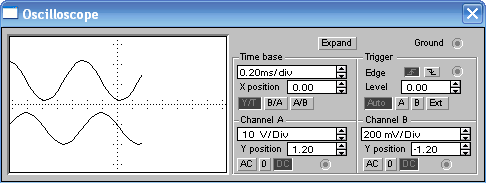 Oscilloscope
Expand Ground
Time base Trigger
0.20ms/div Edge
X position 0.00 Level 0.00
Y/T B/A A/B Auto A B Ext
Channel A Channel B
10 V/Div 200 mV/Div
Y position 1.20 Y position -1.20
AC 0 DC AC 0 DC